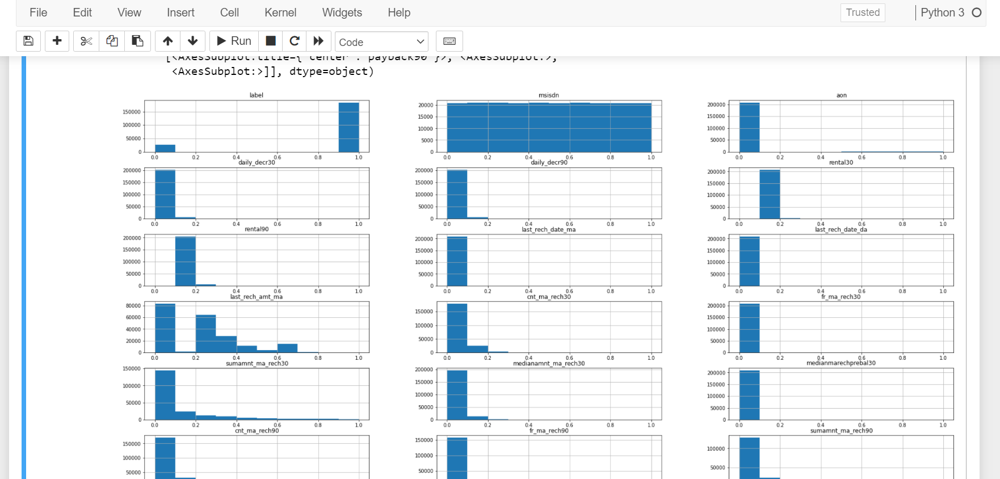 File Edit View Insert Cell Kernel Widgets Help Trusted Python 3
Run Code
[<AxesSubplot:title={'center':'payback90'}>, <AxesSubplot:>,
<AxesSubplot:>]], dtype=object)
label msisdn aon
150000 100000 50000 0
0.0 0.2 0.4 0.6 0.8 1.0
20000 15000 10000 5000 0
0.0 0.2 0.4 0.6 0.8 1.0
200000 150000 100000 50000 0
0.0 0.2 0.4 0.6 0.8 1.0
daily_decr30 daily_decr90 rental30
200000 150000 100000 50000 0
0.0 0.2 0.4 0.6 0.8 1.0
200000 150000 100000 50000 0
0.0 0.2 0.4 0.6 0.8 1.0
200000 150000 100000 50000 0
0.0 0.2 0.4 0.6 0.8 1.0
rental90 last_rech_date_ma last_rech_date_da
200000 150000 100000 50000 0
0.0 0.2 0.4 0.6 0.8 1.0
200000 150000 100000 50000 0
0.0 0.2 0.4 0.6 0.8 1.0
200000 150000 100000 50000 0
0.0 0.2 0.4 0.6 0.8 1.0
last_rech_amt_ma cnt_ma_rech30 fr_ma_rech30
80000 60000 40000 20000 0
0.0 0.2 0.4 0.6 0.8 1.0
150000 100000 50000 0
0.0 0.2 0.4 0.6 0.8 1.0
200000 150000 100000 50000 0
0.0 0.2 0.4 0.6 0.8 1.0
sumamnt_ma_rech30 medianamnt_ma_rech30 medianmarechprebal30
150000 100000 50000 0
0.0 0.2 0.4 0.6 0.8 1.0
200000 150000 100000 50000 0
0.0 0.2 0.4 0.6 0.8 1.0
200000 150000 100000 50000 0
0.0 0.2 0.4 0.6 0.8 1.0
cnt_ma_rech90 fr_ma_rech90 sumamnt_ma_rech90
150000 100000 50000
150000 100000 50000
100000 50000